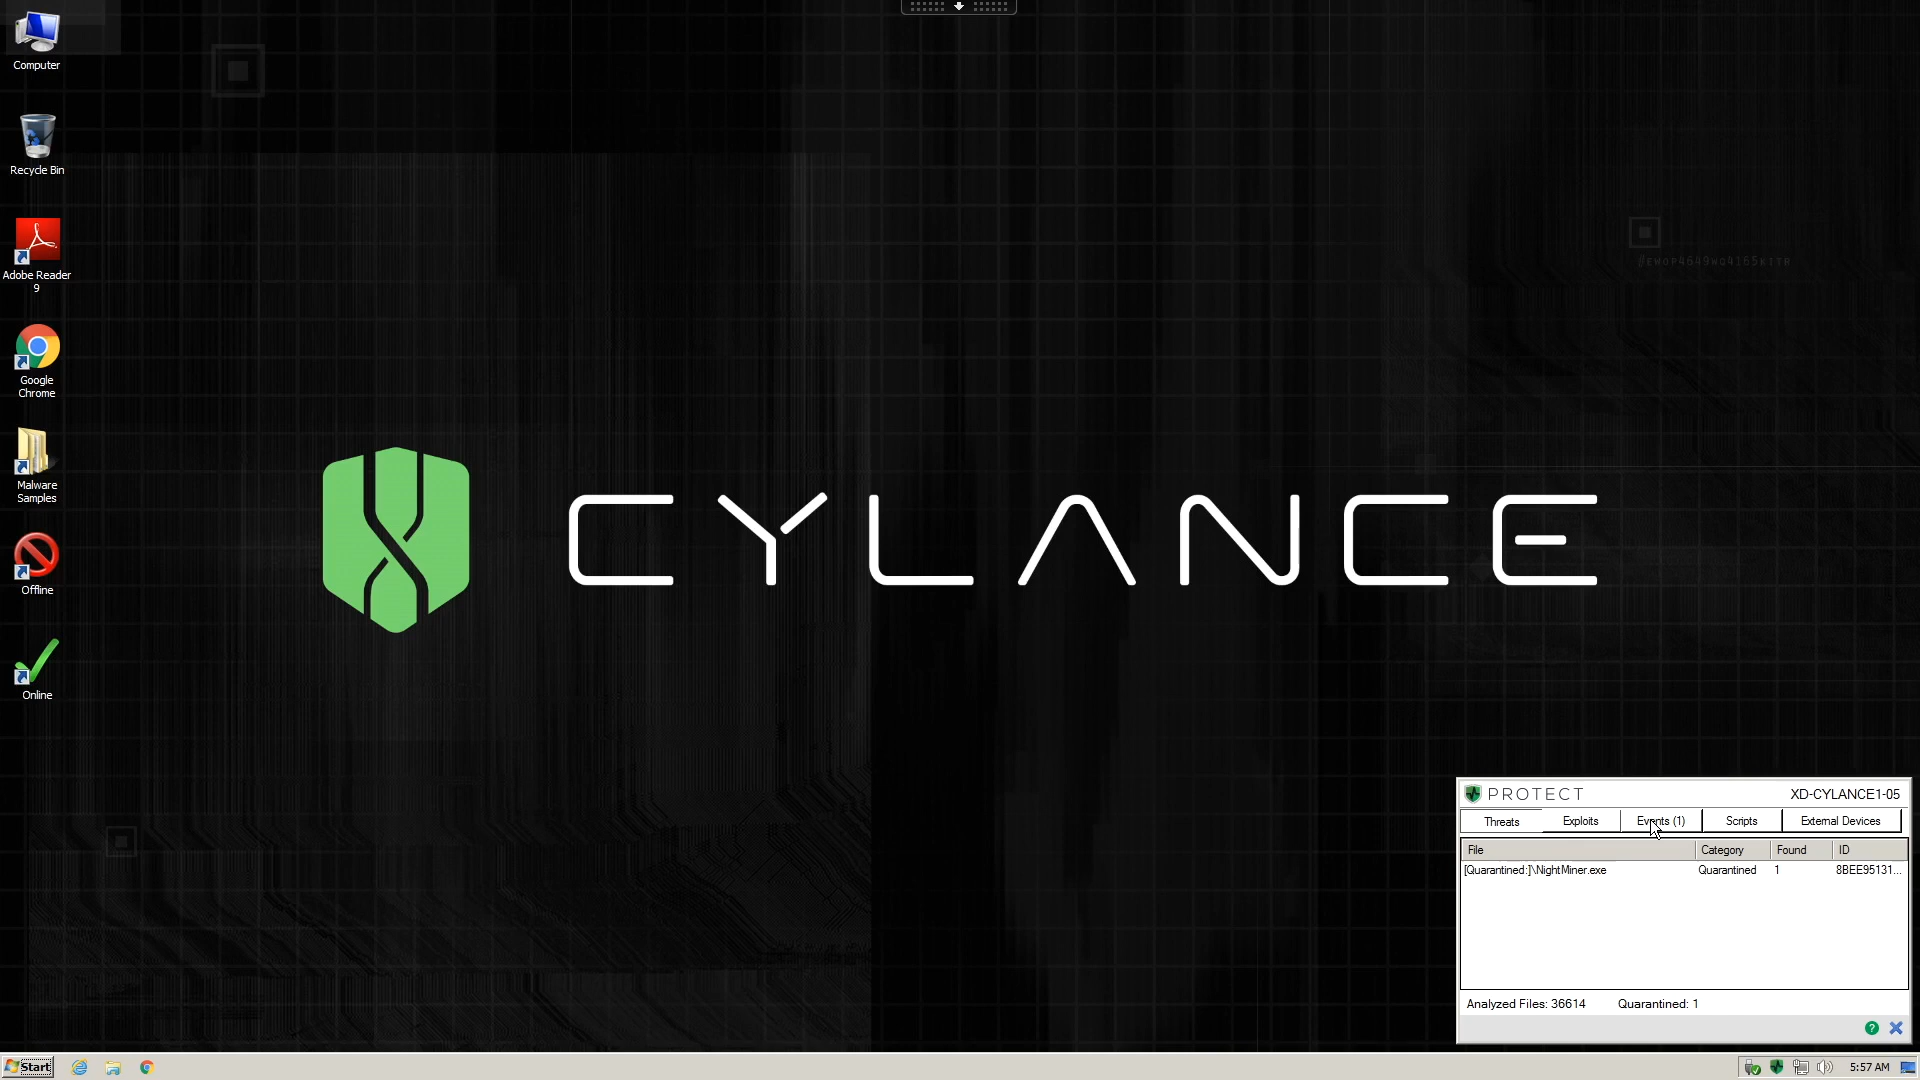 Computer
Recycle Bin
Adobe Reader
9
Google
Chrome
Malware
Samples
Offline
Online
CYLANCE
PROTECT
XD-CYLANCE1-05
Threats
Exploits
Events (1)
Scripts
External Devices
File
Category
Found
ID
[Quarantined:]\NightMiner.exe
Quarantined
1
8BEE95131...
Analyzed Files: 36614
Quarantined: 1
Start
5:57 AM